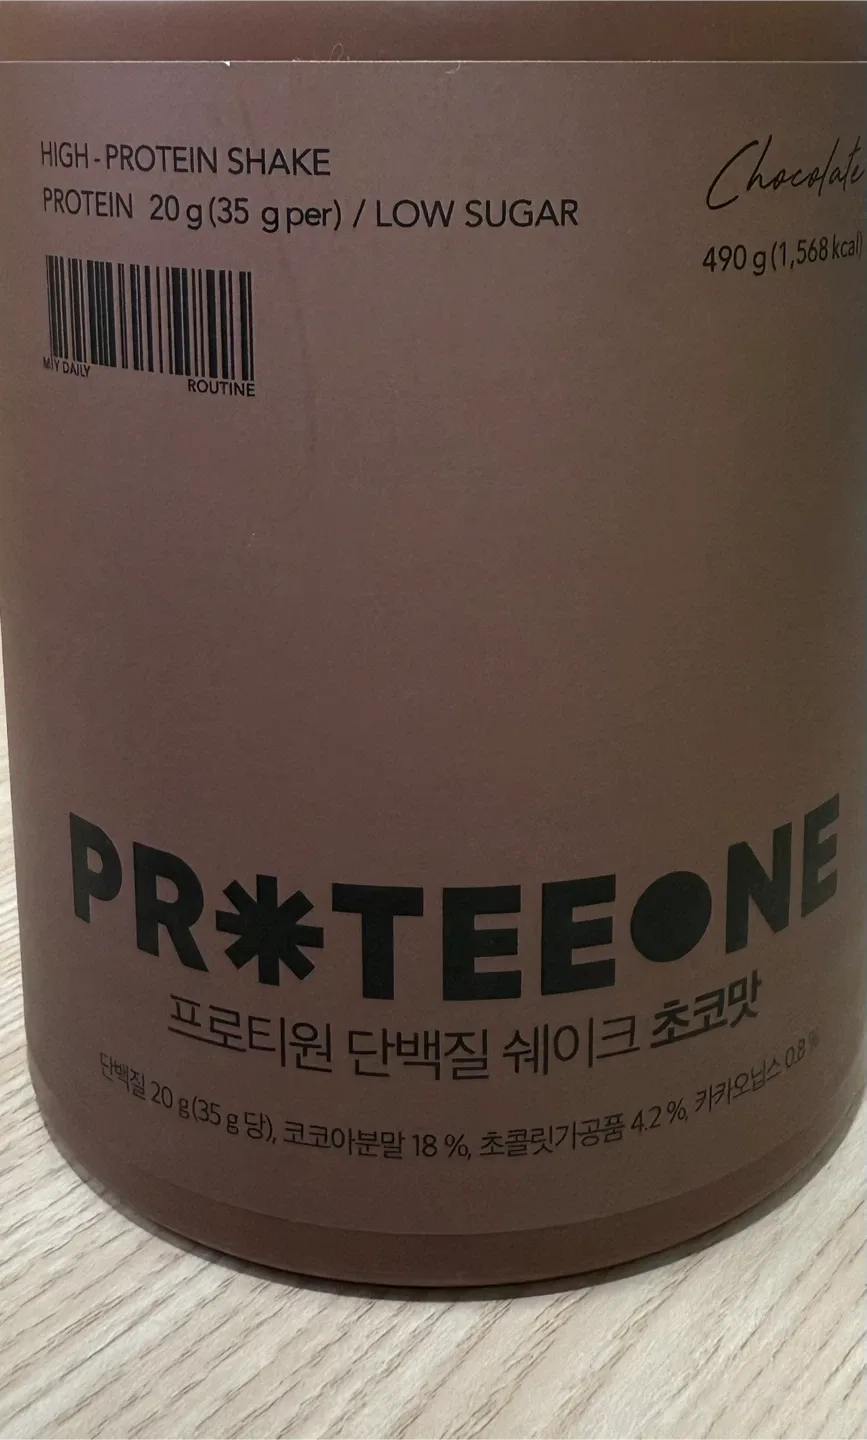 HIGH-PROTEIN SHAKE
PROTEIN 20 g (35 g per) / LOW SUGAR
MY DAILY
ROUTINE
Chocolate
490 g (1,568 kcal)
PR*TEEONE
프로티원 단백질 쉐이크 초코맛
단백질 20 g (35 g 당), 코코아분말 18 %, 초콜릿가공품 4.2 %, 카카오닙스 0.8 %